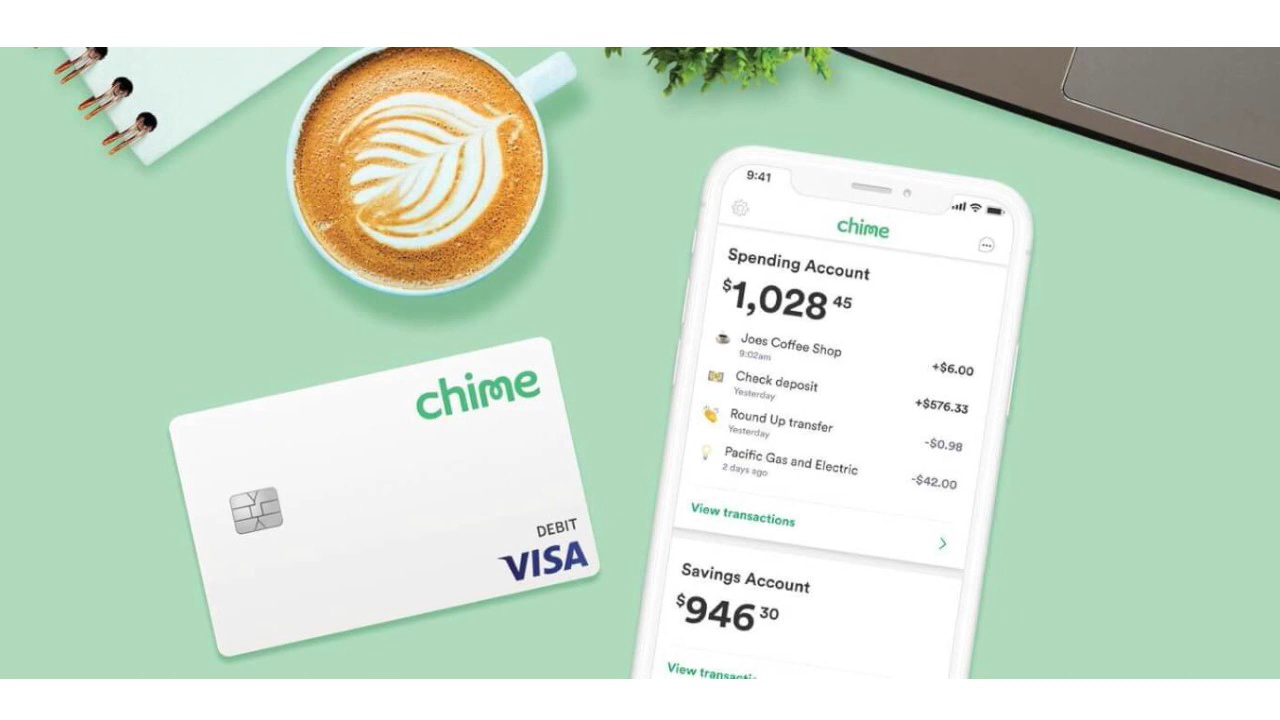 chime
DEBIT
VISA
9:41
chime
Spending Account
$1,028 45
Joes Coffee Shop
+$6.00
9:02am
Check deposit
+$576.33
Yesterday
Round Up transfer
-$0.98
Yesterday
Pacific Gas and Electric
-$42.00
2 days ago
View transactions
Savings Account
$946 30
View